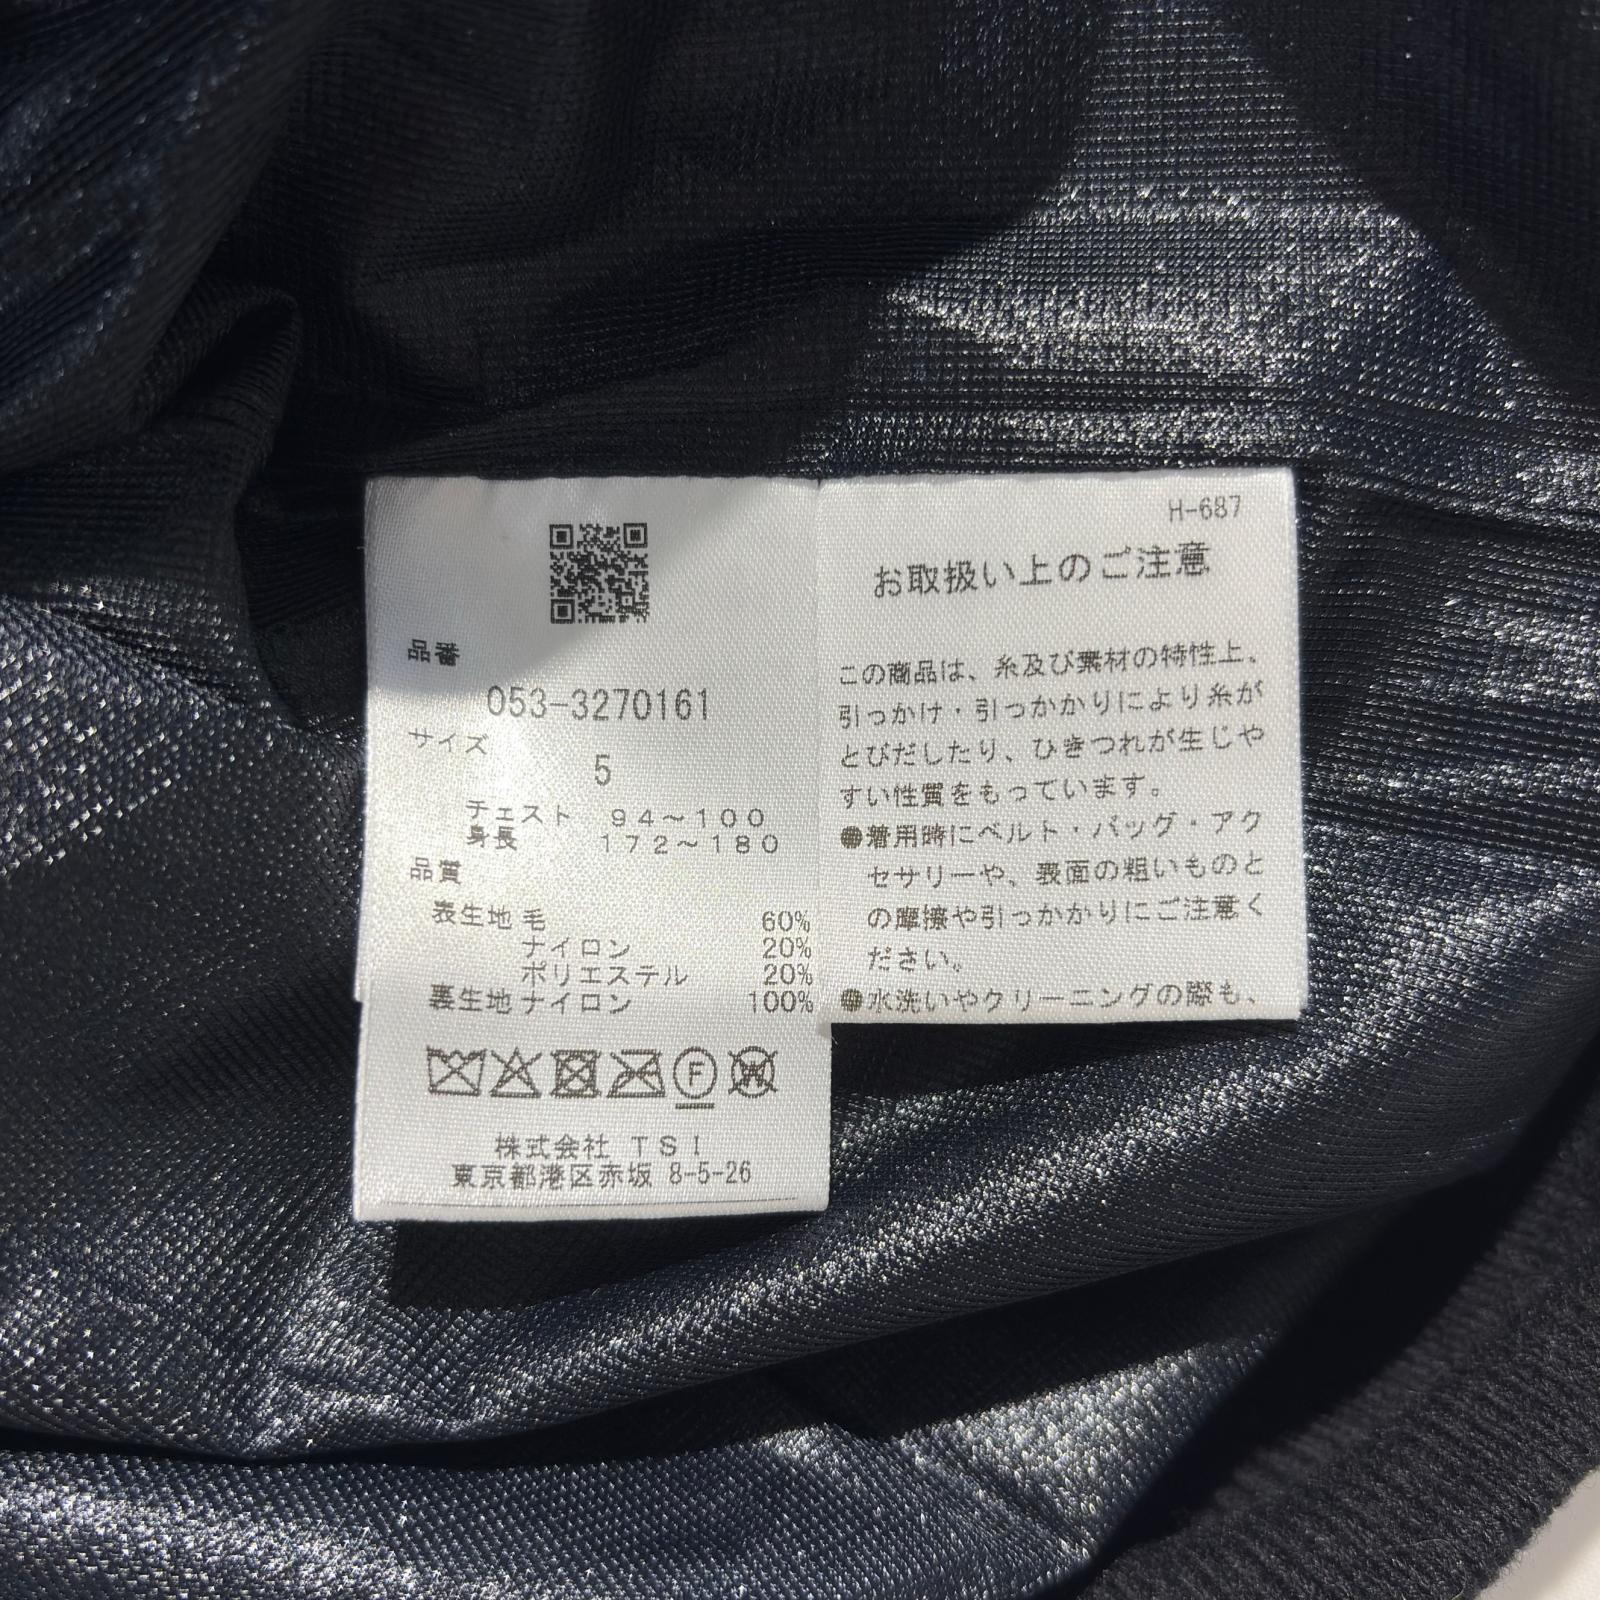 品番
053-3270161
サイズ
5
チェスト 94~100
身長 172~180
品質
表生地 毛 60%
ナイロン 20%
ポリエステル 20%
裏生地 ナイロン 100%
F
W
株式会社 TSI
東京都港区赤坂 8-5-26
H-687
お取扱い上のご注意
この商品は、糸及び素材の特性上、
引っかけ・引っかかりにより糸が
とびだしたり、ひきつれが生じや
すい性質をもっています。
●着用時にベルト・バッグ・アク
セサリーや、表面の粗いものと
の摩擦や引っかかりにご注意く
ださい。
●水洗いやクリーニングの際も、